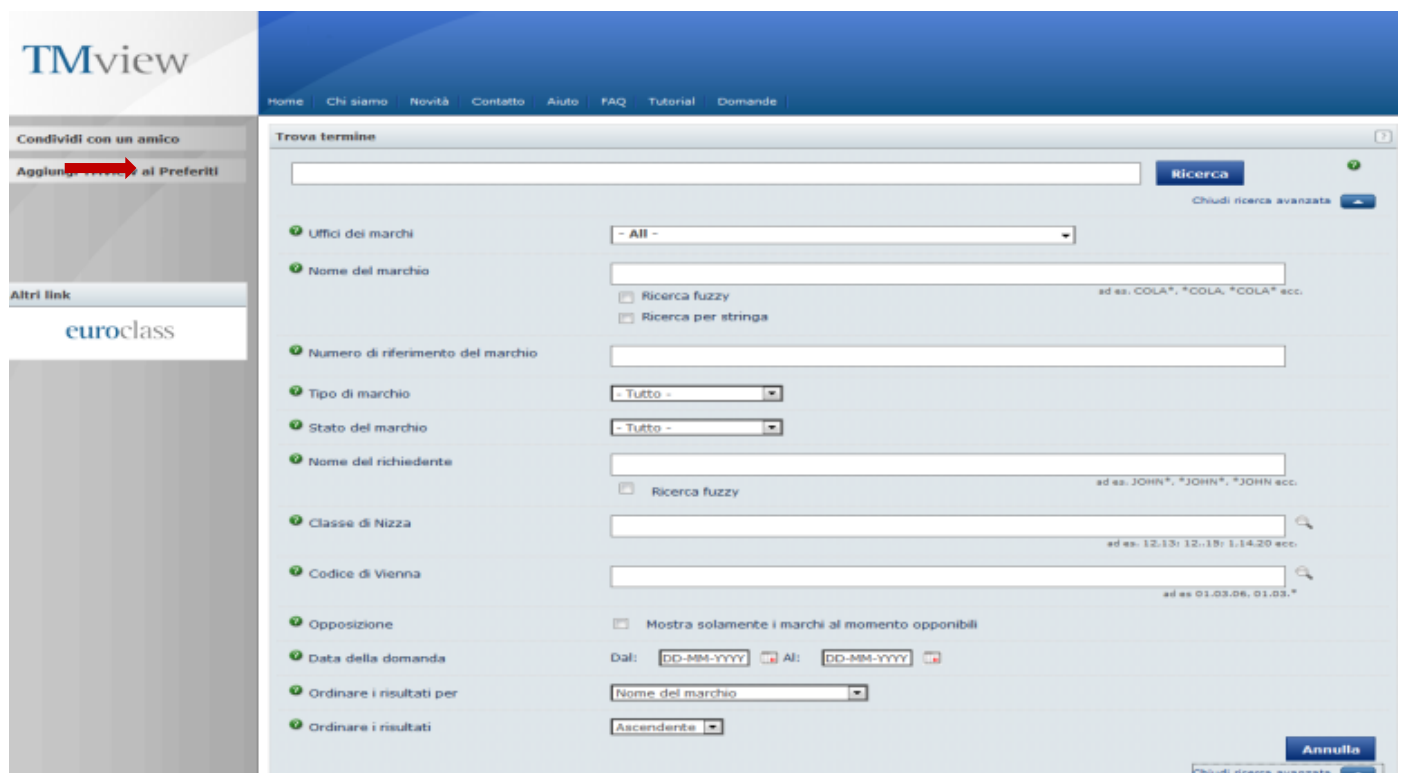 TMview
Home Chi siamo Novità Contatto Aiuto FAQ Tutorial Domande
Condividi con un amico
ai Preferiti
Altri link
euroclass
Trova termine
Ricerca
Chiudi ricerca avanzata
Uffici dei marchi
- All -
Nome del marchio
ad es. COLA*, *COLA, *COLA* ecc.
Ricerca fuzzy
Ricerca per stringa
Numero di riferimento del marchio
Tipo di marchio
- Tutto -
Stato del marchio
- Tutto -
Nome del richiedente
ad es. JOHN*, *JOHN*, *JOHN ecc.
Ricerca fuzzy
Classe di Nizza
ad es. 12,13; 12..15; 1,14,20 ecc.
Codice di Vienna
ad es 01.03.06, 01.03.*
Opposizione
Mostra solamente i marchi al momento opponibili
Data della domanda
Dal: DD-MM-YYYY Al: DD-MM-YYYY
Ordinare i risultati per
Nome del marchio
Ordinare i risultati
Ascendente
Annulla
Chiudi ricerca avanzata